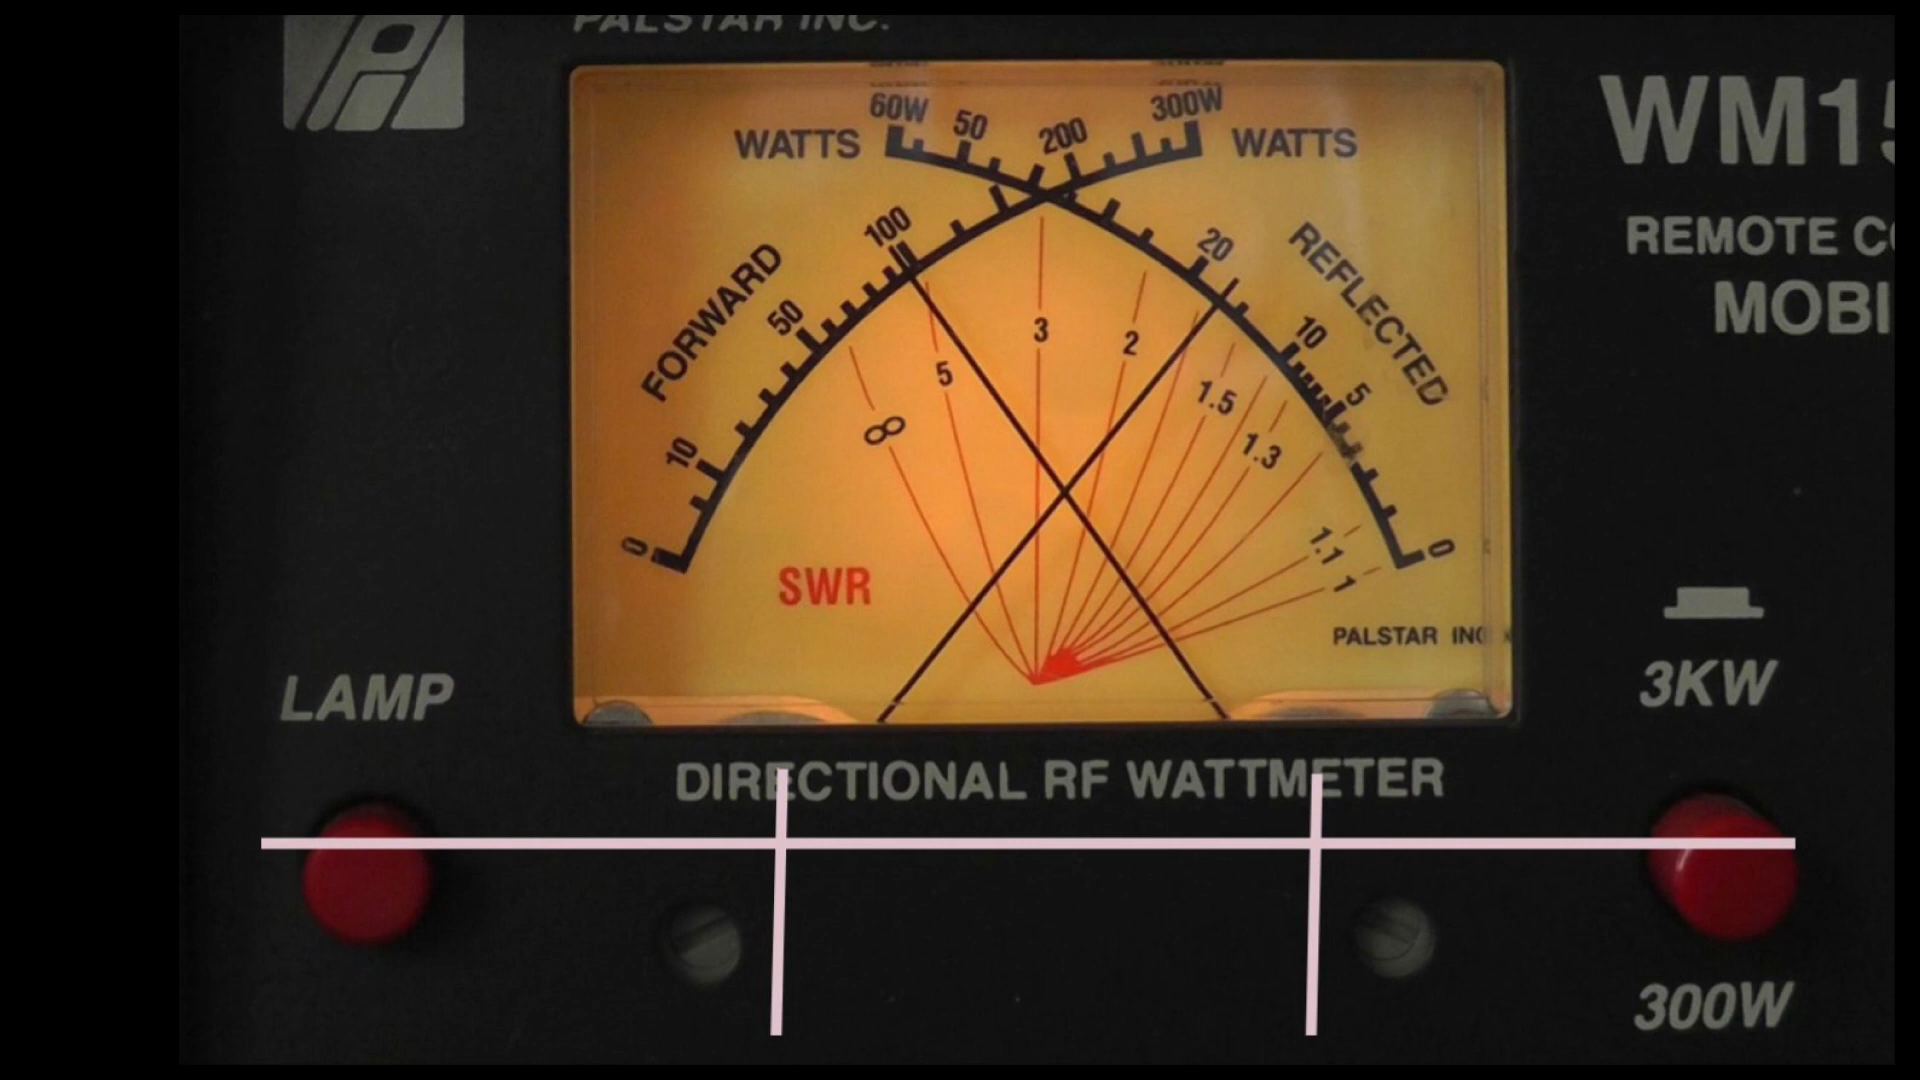 PALSTAR INC.
60W 50 200 300W
WATTS WATTS
WM15
REMOTE CO
MOBI
FORWARD
REFLECTED
100
50
10
0
20
10
5
0
∞ 5 3 2 1.5 1.3 1.1 1
SWR
PALSTAR INC
DIRECTIONAL RF WATTMETER
LAMP
3KW
300W